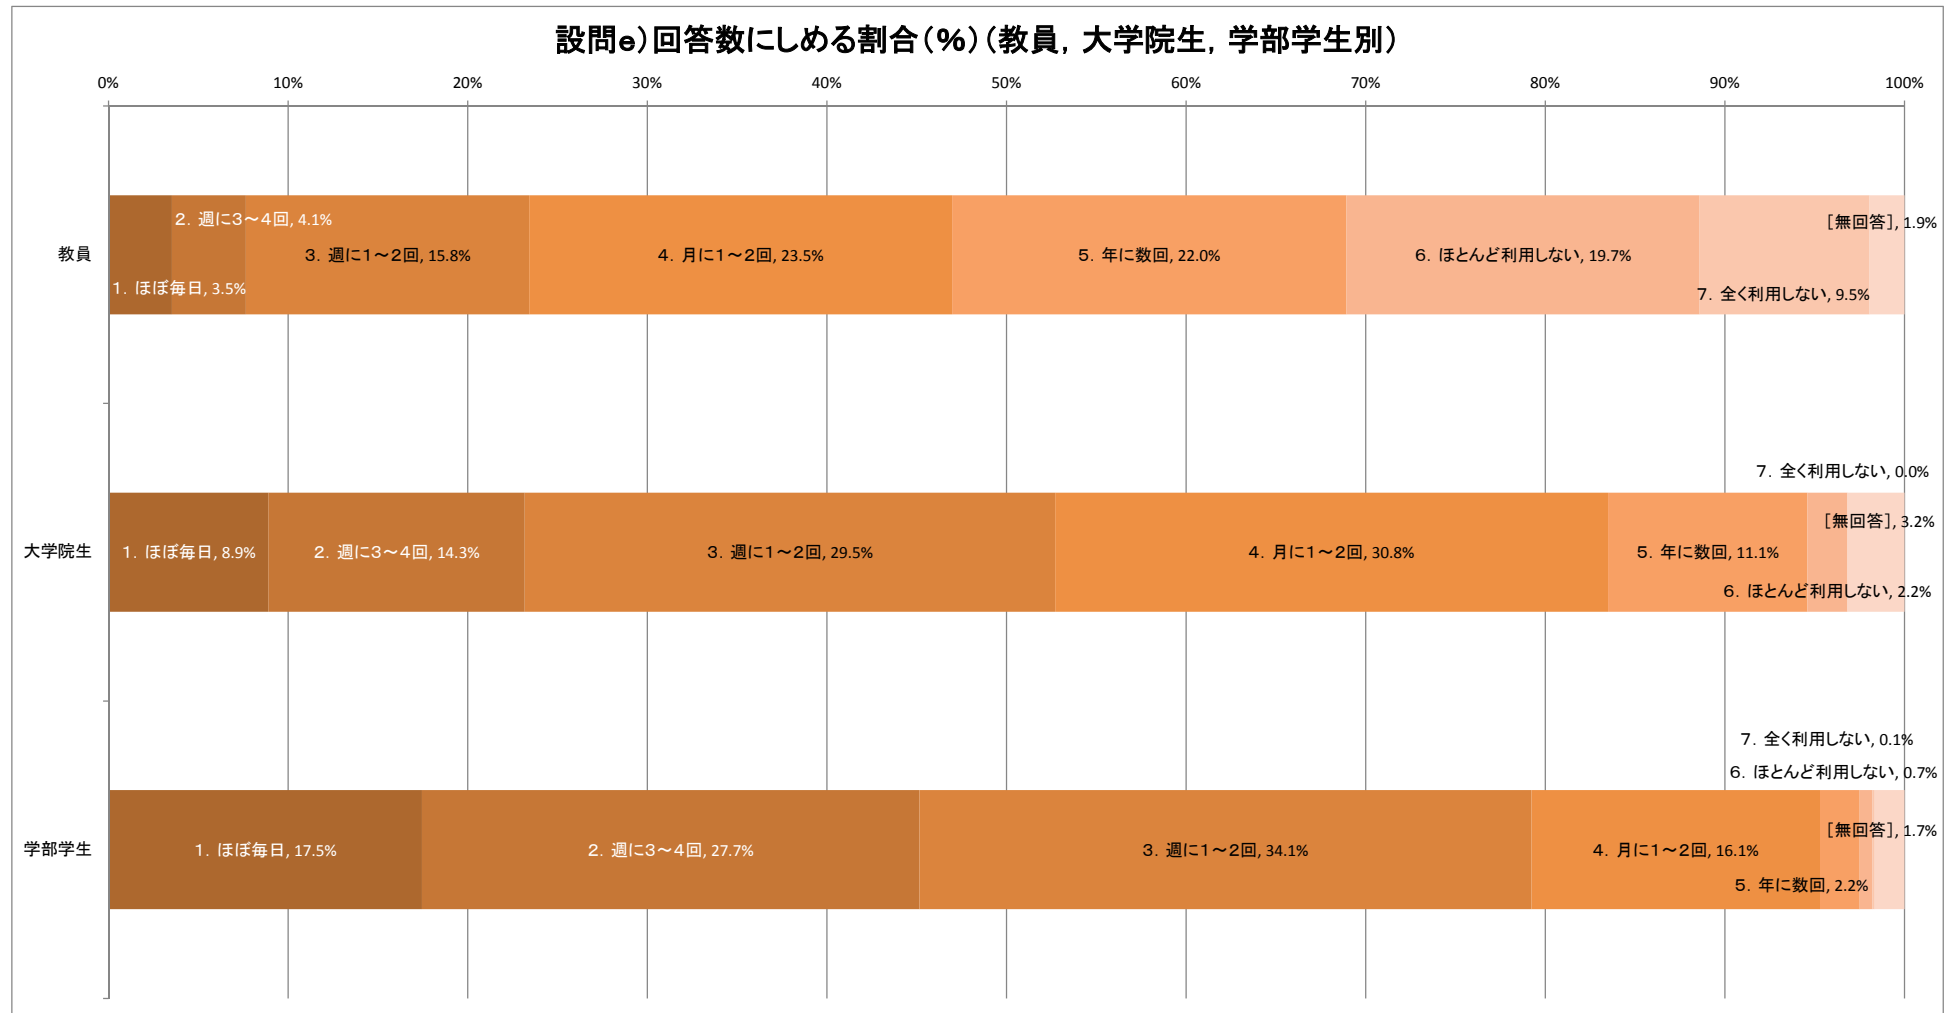 設問e）回答数にしめる割合（％）（教員，大学院生，学部学生別）
0% 10% 20% 30% 40% 50% 60% 70% 80% 90% 100%
教員
1．ほぼ毎日, 3.5%
2．週に3～4回, 4.1%
3．週に1～2回, 15.8%
4．月に1～2回, 23.5%
5．年に数回, 22.0%
6．ほとんど利用しない, 19.7%
7．全く利用しない, 9.5%
［無回答］, 1.9%
大学院生
1．ほぼ毎日, 8.9%
2．週に3～4回, 14.3%
3．週に1～2回, 29.5%
4．月に1～2回, 30.8%
5．年に数回, 11.1%
6．ほとんど利用しない, 2.2%
7．全く利用しない, 0.0%
［無回答］, 3.2%
学部学生
1．ほぼ毎日, 17.5%
2．週に3～4回, 27.7%
3．週に1～2回, 34.1%
4．月に1～2回, 16.1%
5．年に数回, 2.2%
6．ほとんど利用しない, 0.7%
7．全く利用しない, 0.1%
［無回答］, 1.7%